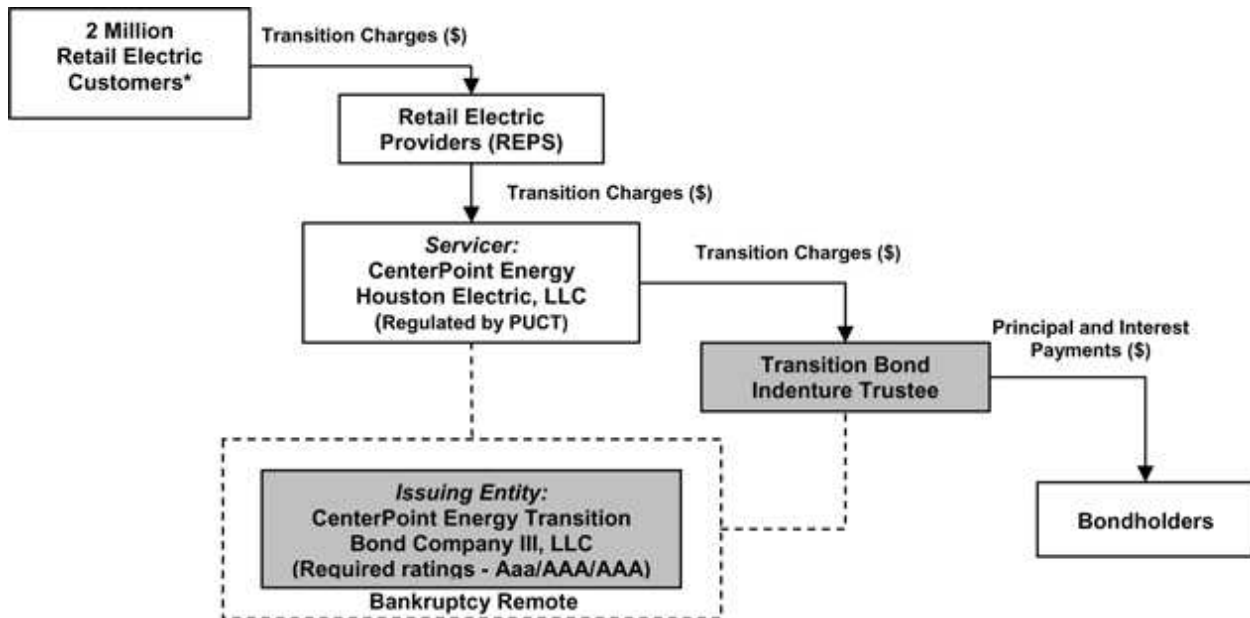 2 Million
Retail Electric
Customers*
Transition Charges ($)
Retail Electric
Providers (REPS)
Transition Charges ($)
Servicer:
CenterPoint Energy
Houston Electric, LLC
(Regulated by PUCT)
Transition Charges ($)
Principal and Interest
Payments ($)
Transition Bond
Indenture Trustee
Issuing Entity:
CenterPoint Energy Transition
Bond Company III, LLC
(Required ratings - Aaa/AAA/AAA)
Bankruptcy Remote
Bondholders